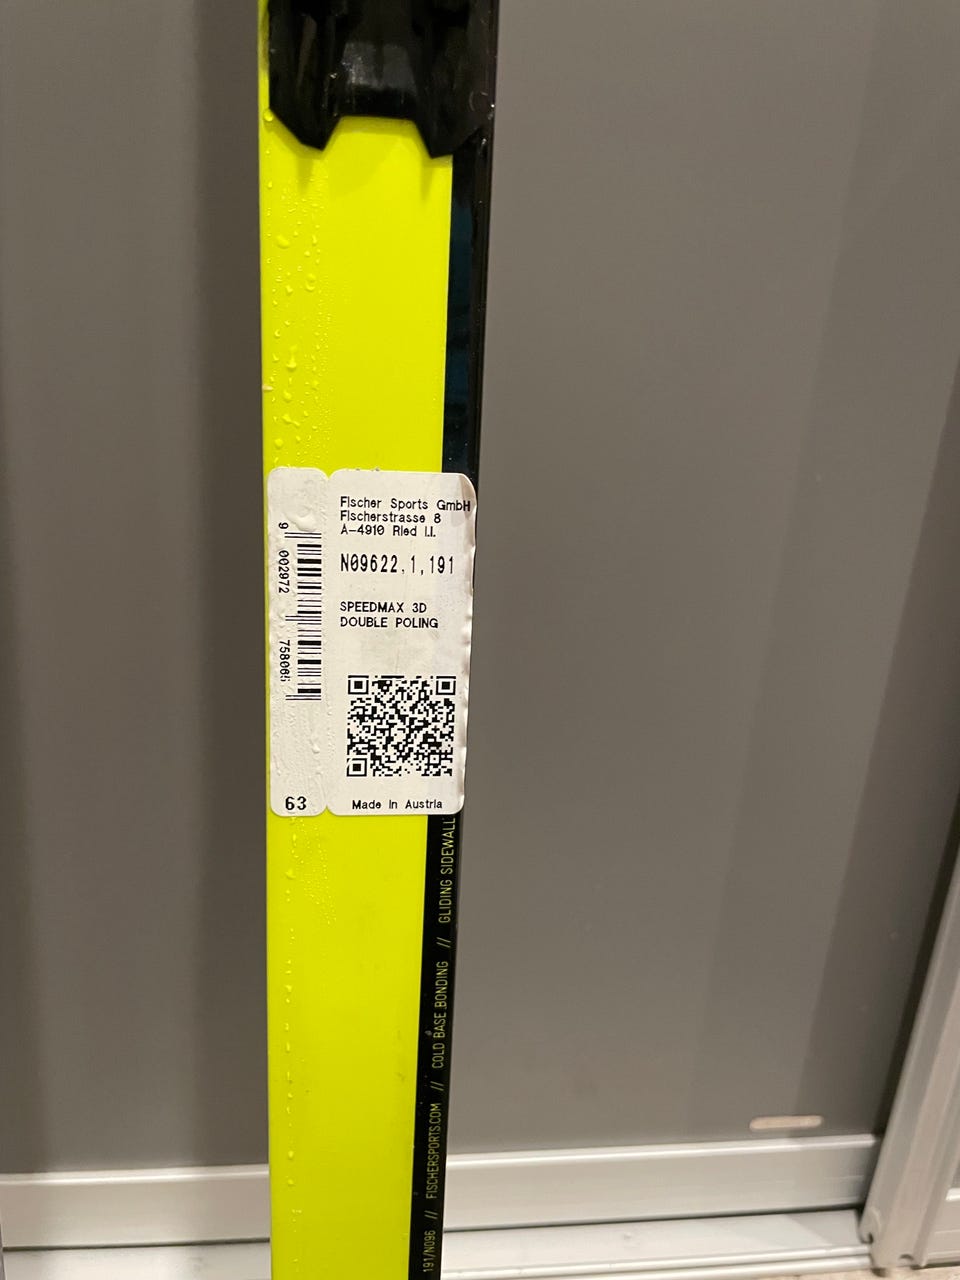 Fischer Sports GmbH
Fischerstrasse 8
A-4910 Ried I.I.
N09622,1,191
SPEEDMAX 3D
DOUBLE POLING
Made In Austria
9 002972
63
191/N096 // FISCHERSPORTS.COM // COLD BASE BONDING // GLIDING SIDEWALL